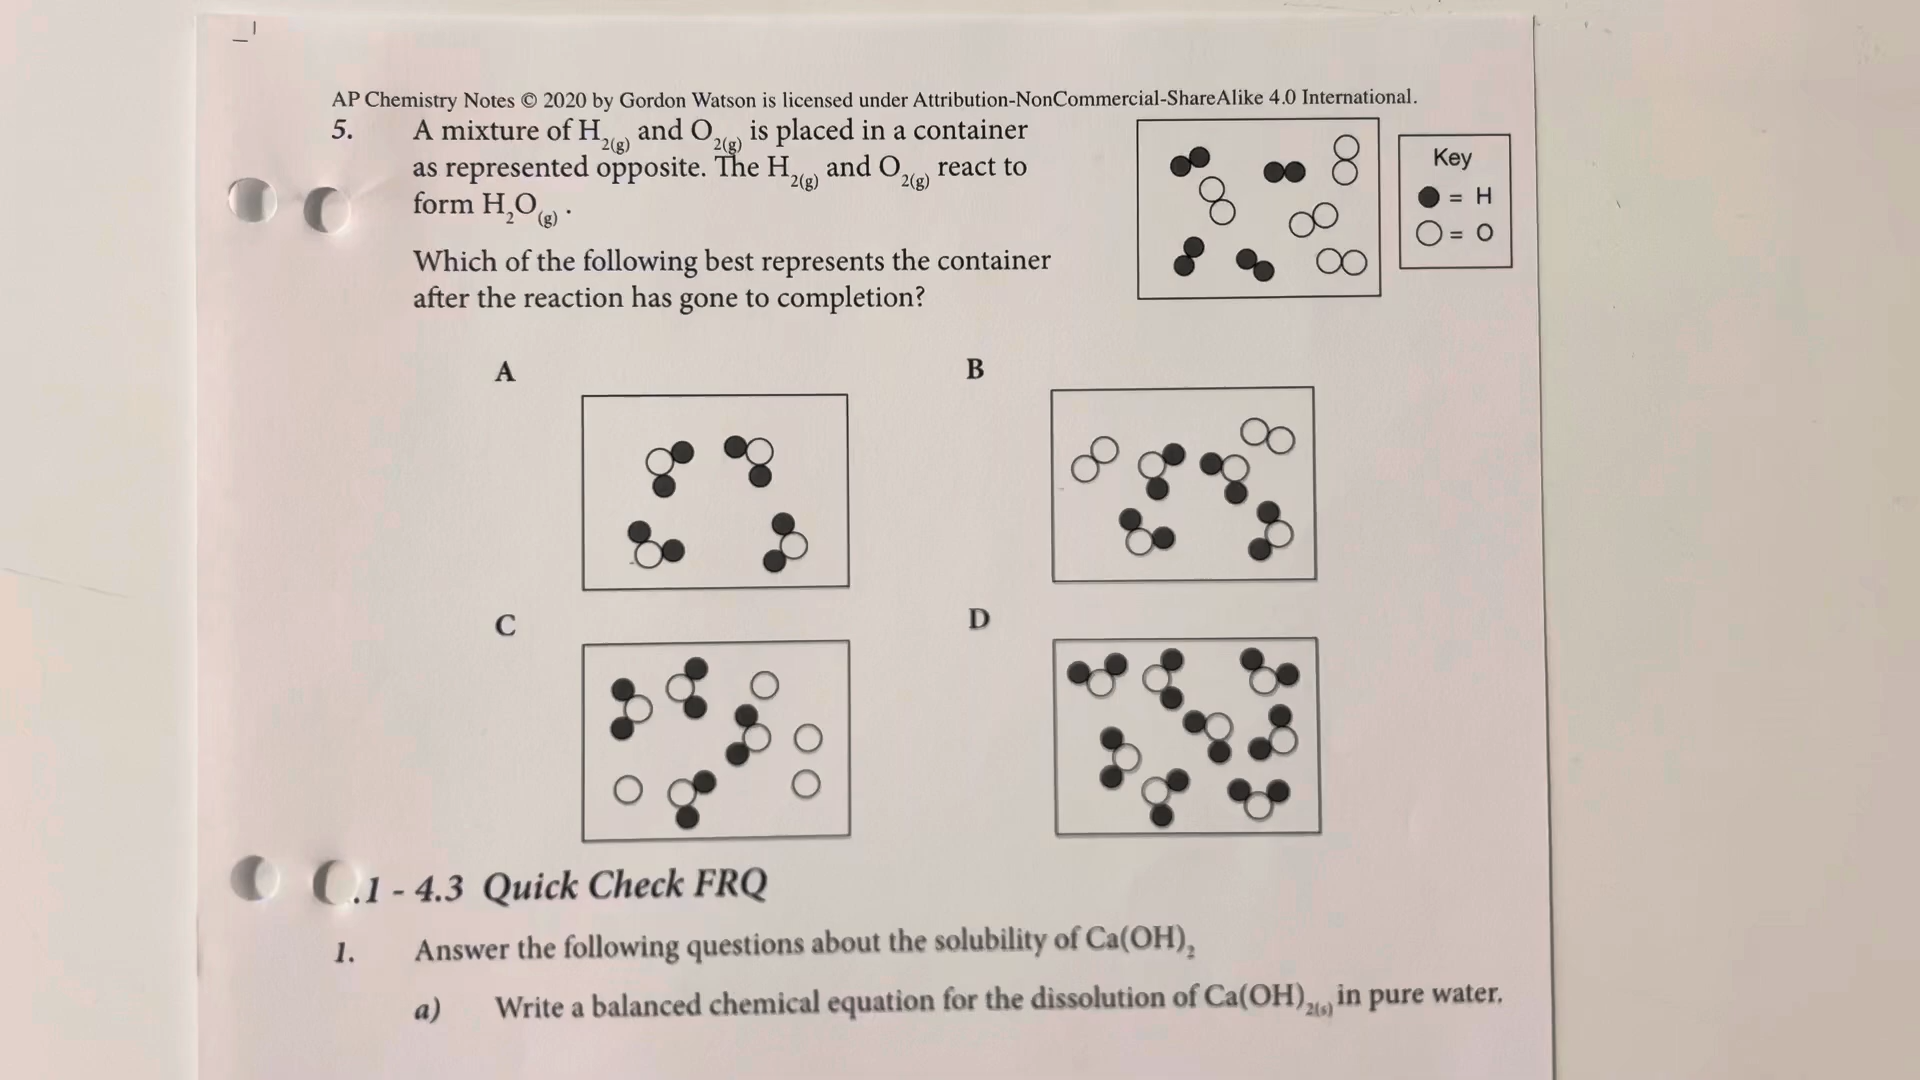 AP Chemistry Notes © 2020 by Gordon Watson is licensed under Attribution-NonCommercial-ShareAlike 4.0 International.
5. A mixture of H2(g) and O2(g) is placed in a container
as represented opposite. The H2(g) and O2(g) react to
form H2O(g) .
Which of the following best represents the container
after the reaction has gone to completion?
Key
= H
= O
A
B
C
D
.1 - 4.3 Quick Check FRQ
1. Answer the following questions about the solubility of Ca(OH)2
a) Write a balanced chemical equation for the dissolution of Ca(OH)2(s) in pure water.